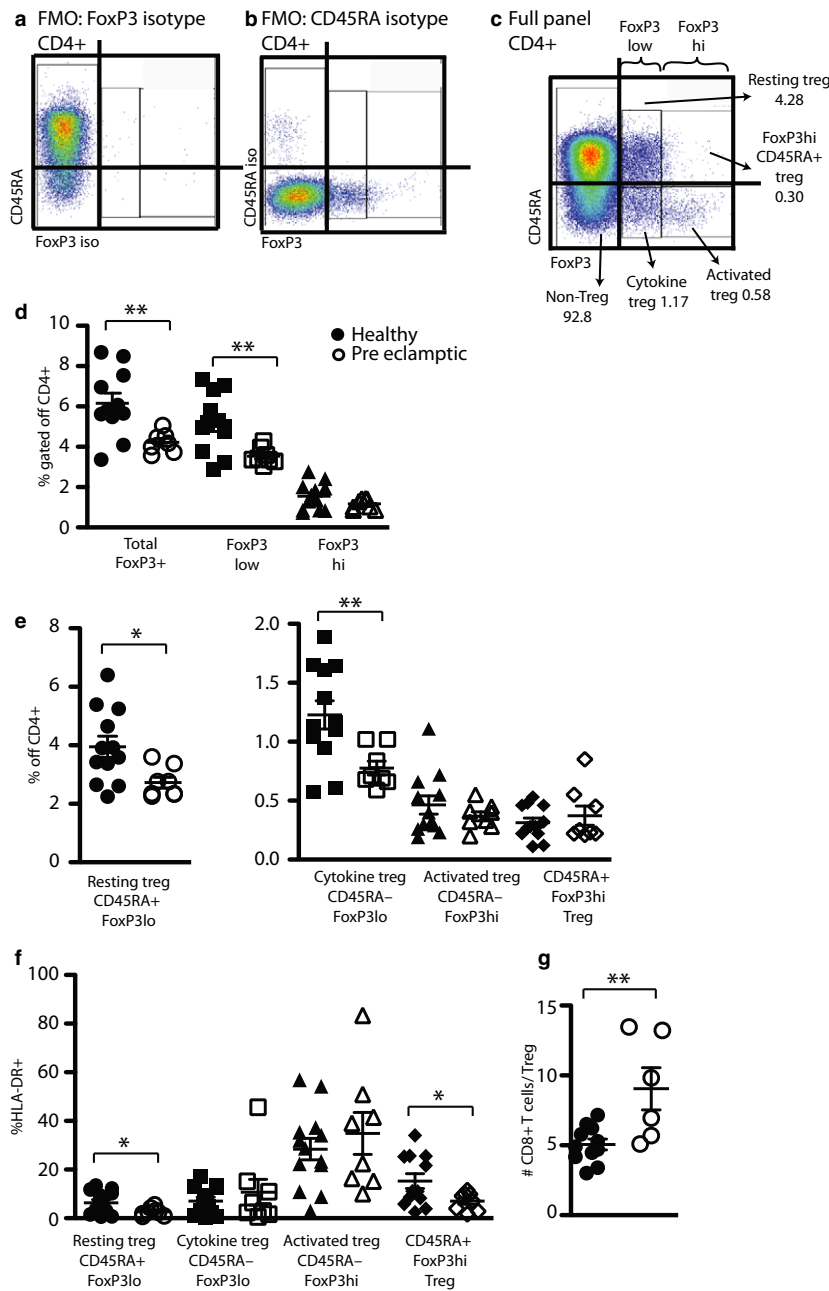 a FMO: FoxP3 isotype
CD4+
CD45RA
FoxP3 iso
b FMO: CD45RA isotype
CD4+
CD45RA iso
FoxP3
c Full panel
CD4+
FoxP3
low
FoxP3
hi
Resting treg
4.28
FoxP3hi
CD45RA+
treg
0.30
CD45RA
FoxP3
Non-Treg
92.8
Cytokine
treg 1.17
Activated
treg 0.58
d
% gated off CD4+
10
8
6
4
2
0
**
**
Healthy
Pre eclamptic
Total
FoxP3+
FoxP3
low
FoxP3
hi
e
% off CD4+
8
6
4
2
0
*
Resting treg
CD45RA+
FoxP3lo
2.0
1.5
1.0
0.5
0.0
**
Cytokine treg
CD45RA–
FoxP3lo
Activated treg
CD45RA–
FoxP3hi
CD45RA+
FoxP3hi
Treg
f
%HLA-DR+
100
80
60
40
20
0
*
*
Resting treg
CD45RA+
FoxP3lo
Cytokine treg
CD45RA–
FoxP3lo
Activated treg
CD45RA–
FoxP3hi
CD45RA+
FoxP3hi
Treg
g
# CD8+ T cells/Treg
15
10
5
0
**